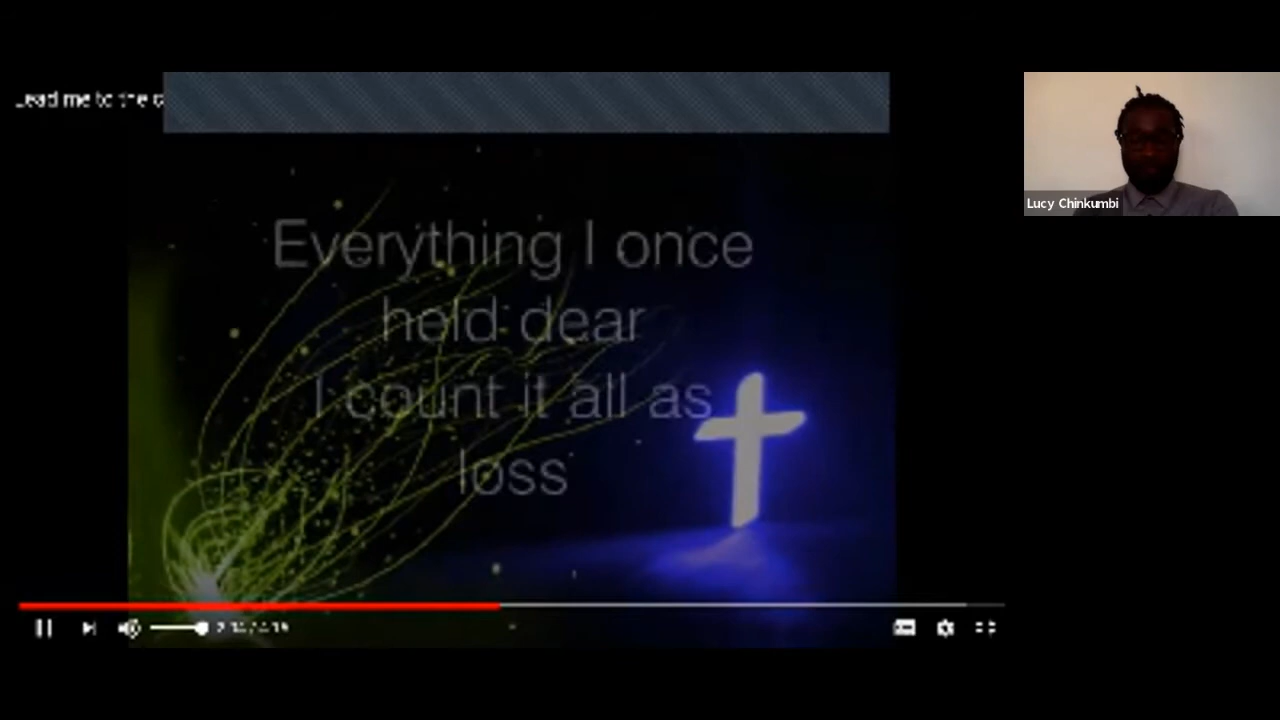 Lead me to the c
Lucy Chinkumbi
Everything I once
held dear
I count it all as
loss